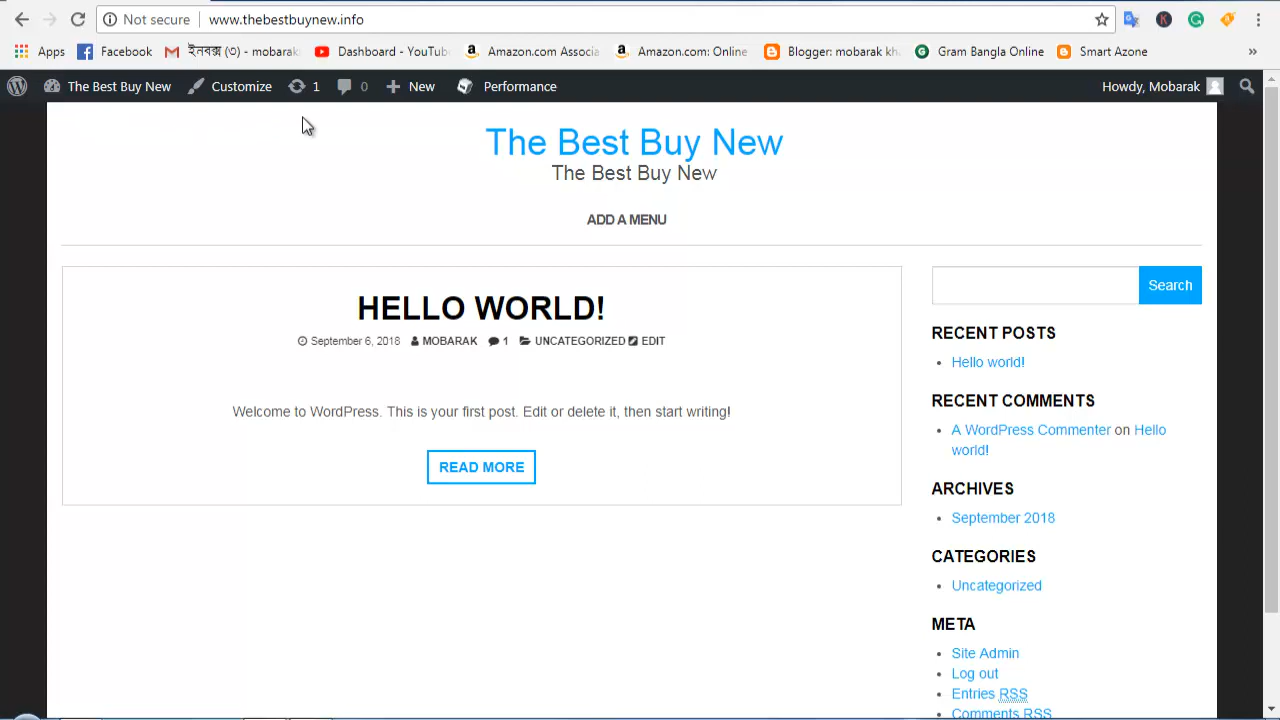 Not secure www.thebestbuynew.info
Apps Facebook ইনবক্স (৩) - mobarak Dashboard - YouTub Amazon.com Associa Amazon.com: Online Blogger: mobarak kh Gram Bangla Online Smart Azone »
The Best Buy New Customize 1 0 New Performance Howdy, Mobarak
The Best Buy New
The Best Buy New
ADD A MENU
HELLO WORLD!
September 6, 2018 MOBARAK 1 UNCATEGORIZED EDIT
Welcome to WordPress. This is your first post. Edit or delete it, then start writing!
READ MORE
Search
RECENT POSTS
Hello world!
RECENT COMMENTS
A WordPress Commenter on Hello
world!
ARCHIVES
September 2018
CATEGORIES
Uncategorized
META
Site Admin
Log out
Entries RSS
Comments RSS